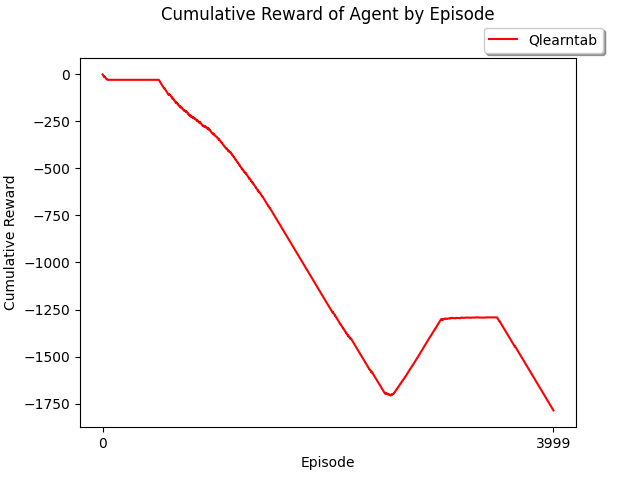 Cumulative Reward of Agent by Episode
Qlearntab
0
−250
−500
−750
−1000
−1250
−1500
−1750
Cumulative Reward
0
3999
Episode